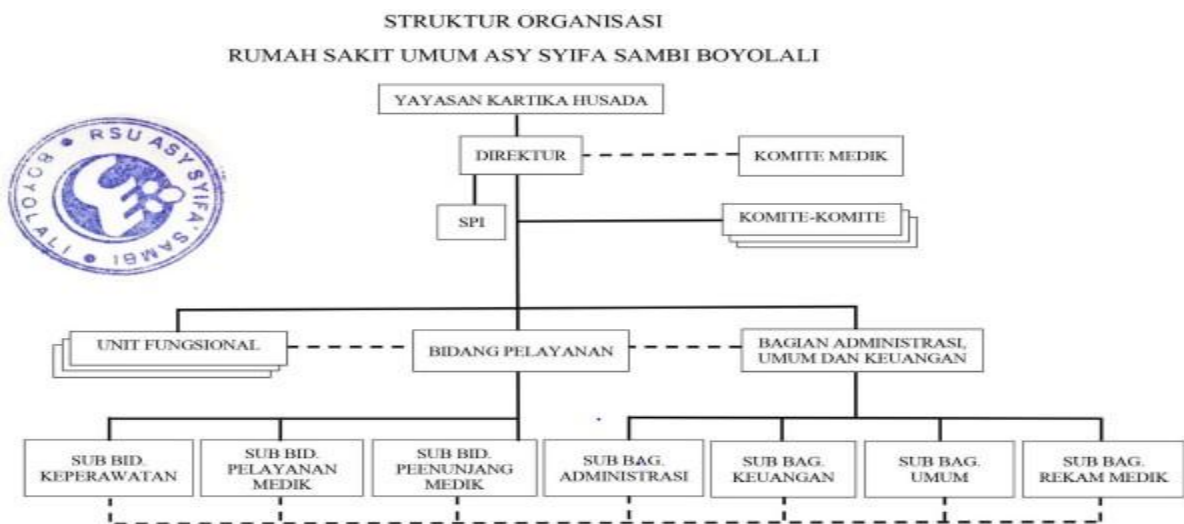 STRUKTUR ORGANISASI
RUMAH SAKIT UMUM ASY SYIFA SAMBI BOYOLALI
YAYASAN KARTIKA HUSADA
DIREKTUR
KOMITE MEDIK
RSU ASY SYIFA' SAMBI
BOYOLALI
SPI
KOMITE-KOMITE
UNIT FUNGSIONAL
BIDANG PELAYANAN
BAGIAN ADMINISTRASI,
UMUM DAN KEUANGAN
SUB BID.
KEPERAWATAN
SUB BID.
PELAYANAN
MEDIK
SUB BID.
PEENUNJANG
MEDIK
SUB BAG.
ADMINISTRASI
SUB BAG.
KEUANGAN
SUB BAG.
UMUM
SUB BAG.
REKAM MEDIK